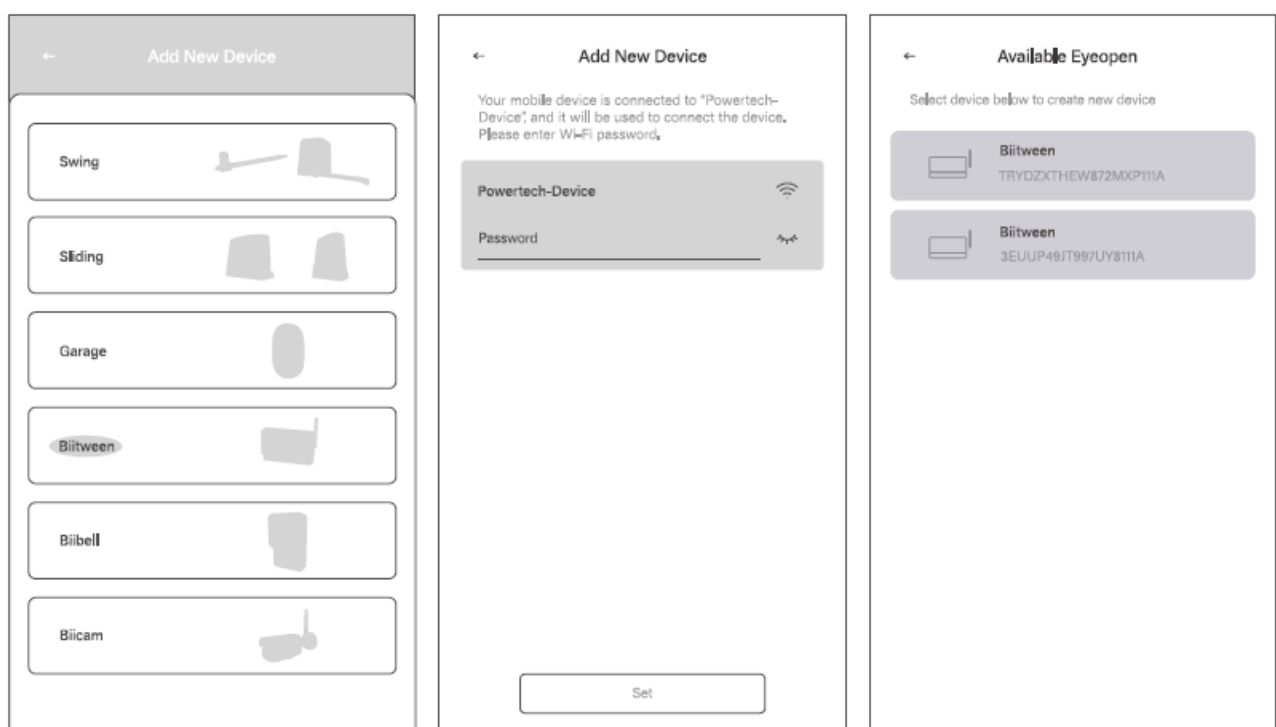 ← Add New Device
Swing
Sliding
Garage
Biitween
Biibell
Biicam
← Add New Device
Your mobile device is connected to "Powertech-
Device", and it will be used to connect the device.
Please enter Wi-Fi password.
Powertech-Device
Password
Set
← Available Eyeopen
Select device below to create new device
Biitween
TRYDZXTHEW872MXP111A
Biitween
3EUUP49JT997UY8111A